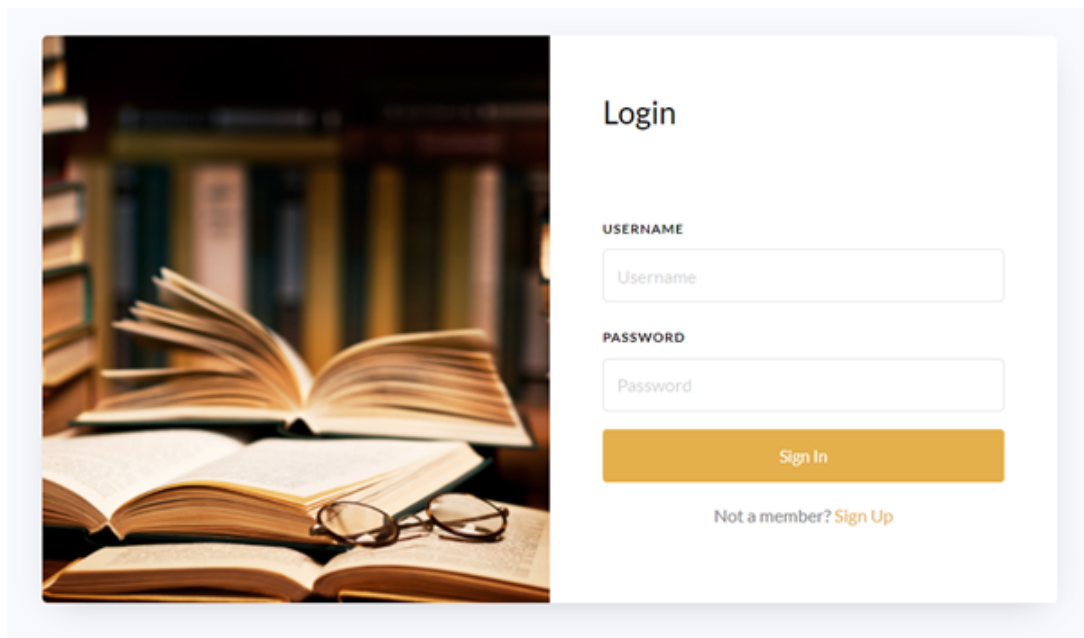 Login
USERNAME
Username
PASSWORD
Password
Sign In
Not a member? Sign Up